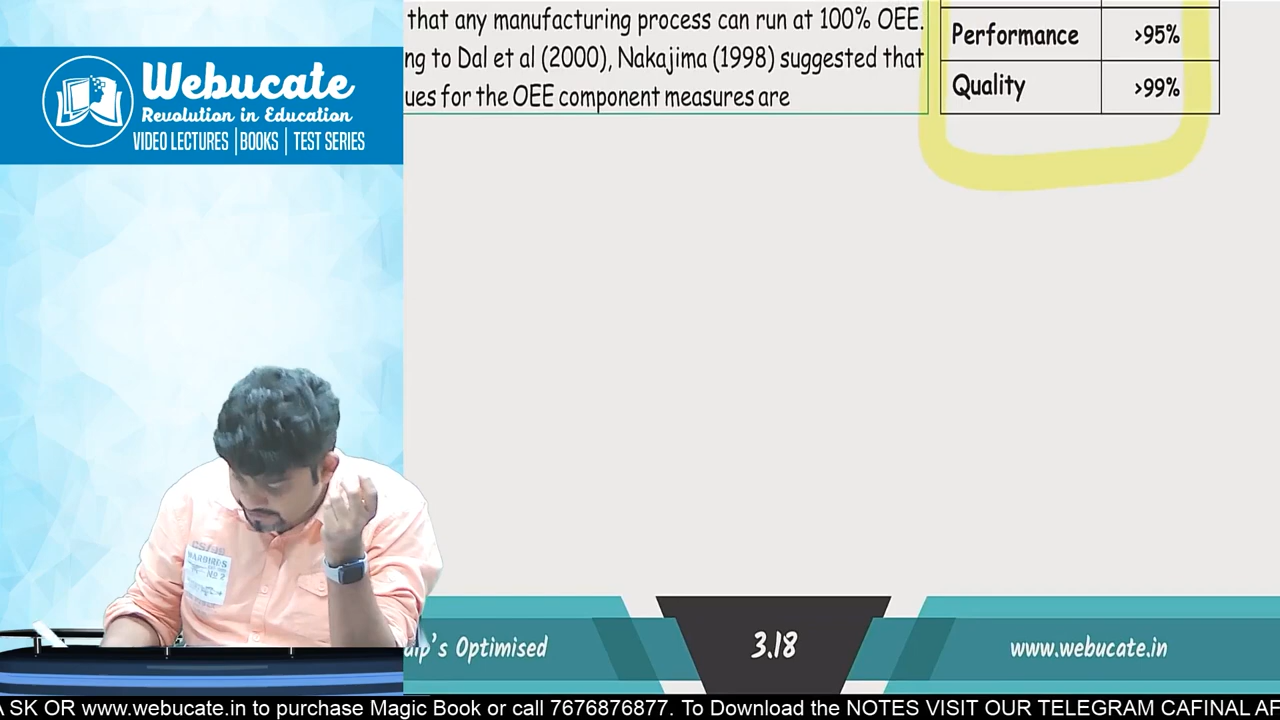 Webucate
Revolution in Education
VIDEO LECTURES | BOOKS | TEST SERIES
that any manufacturing process can run at 100% OEE.
ng to Dal et al (2000), Nakajima (1998) suggested that
ues for the OEE component measures are
Performance >95%
Quality >99%
WARBIRDS
Nº 2
Optimised
3.18
www.webucate.in
A SK OR www.webucate.in to purchase Magic Book or call 7676876877. To Download the NOTES VISIT OUR TELEGRAM CAFINAL AF